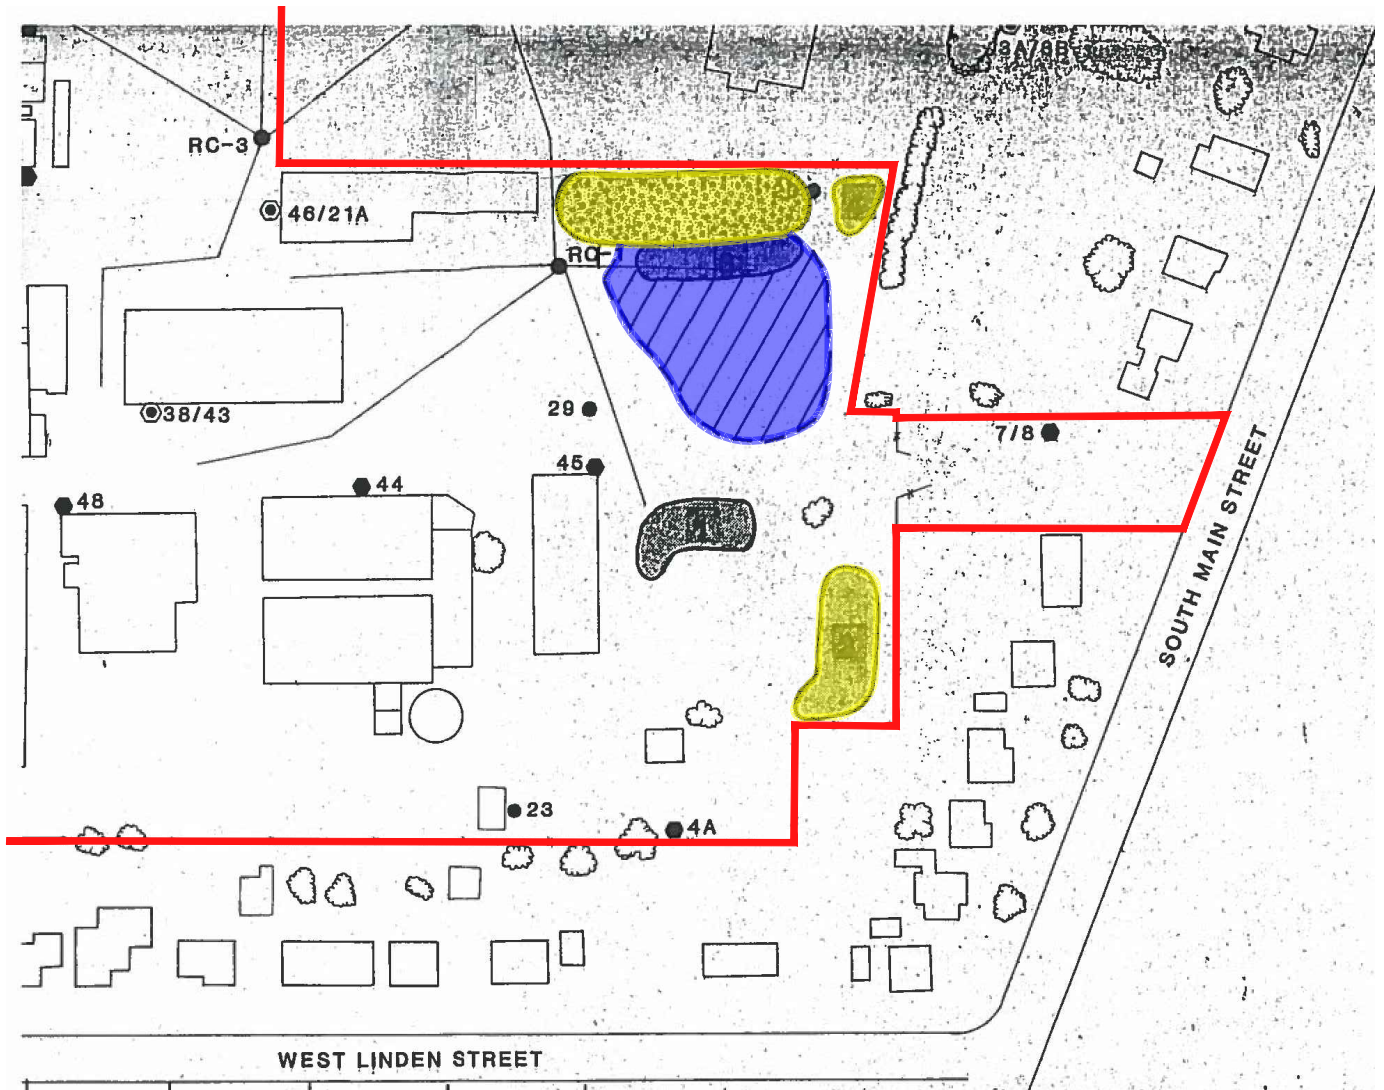 3A/8B
RC-3
46/21A
RC-
38/43
29
7/8
45
44
48
SOUTH MAIN STREET
23
4A
WEST LINDEN STREET